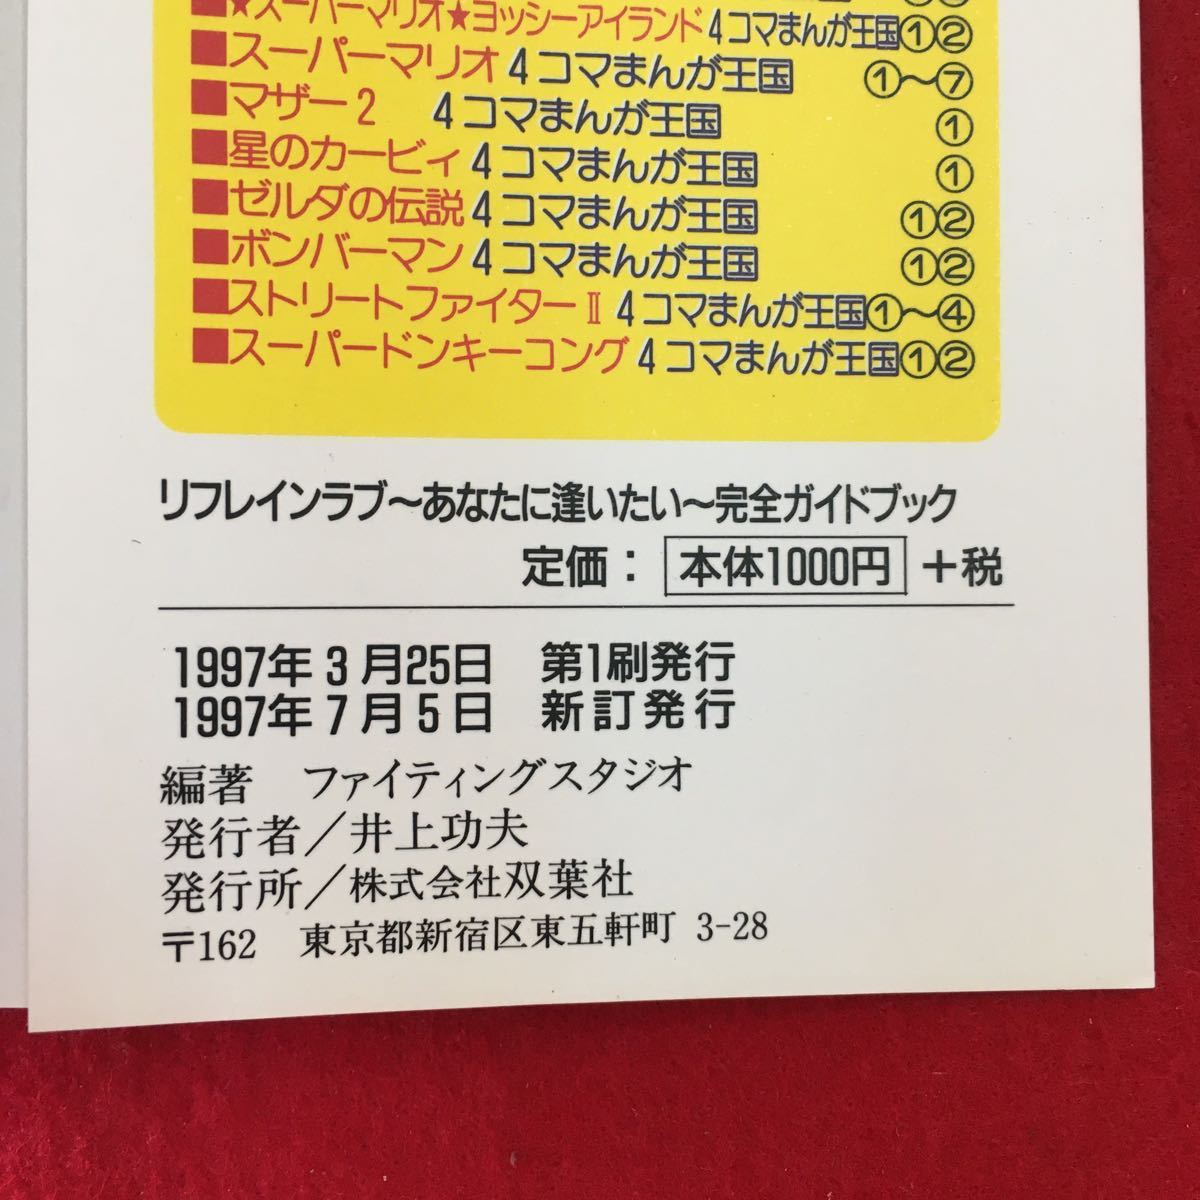 ■★スーパーマリオ★ヨッシーアイランド4コマまんが王国①②
■スーパーマリオ 4コマまんが王国 ①〜⑦
■マザー2 4コマまんが王国 ①
■星のカービィ 4コマまんが王国 ①
■ゼルダの伝説 4コマまんが王国 ①②
■ボンバーマン 4コマまんが王国 ①②
■ストリートファイターⅡ 4コマまんが王国①〜④
■スーパードンキーコング 4コマまんが王国①②
リフレインラブ〜あなたに逢いたい〜完全ガイドブック
定価：本体1000円+税
1997年3月25日 第1刷発行
1997年7月5日 新訂発行
編著 ファイティングスタジオ
発行者/井上功夫
発行所/株式会社双葉社
〒162 東京都新宿区東五軒町 3-28